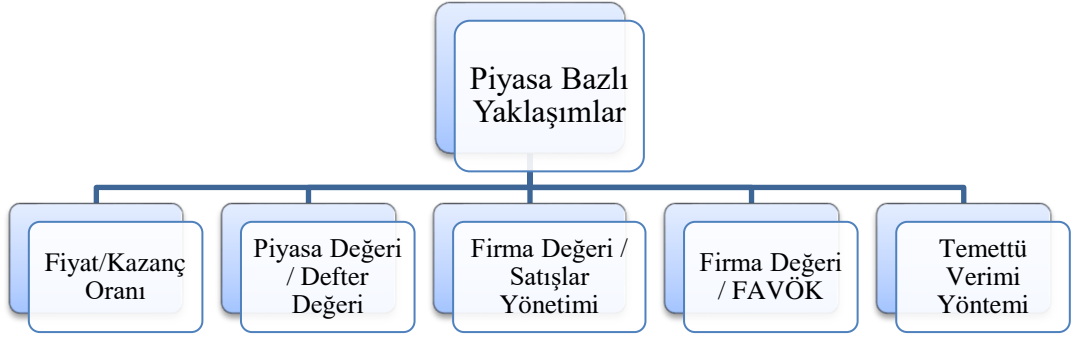 Piyasa Bazlı
Yaklaşımlar
Fiyat/Kazanç
Oranı
Piyasa Değeri
/ Defter
Değeri
Firma Değeri /
Satışlar
Yönetimi
Firma Değeri
/ FAVÖK
Temettü
Verimi
Yöntemi